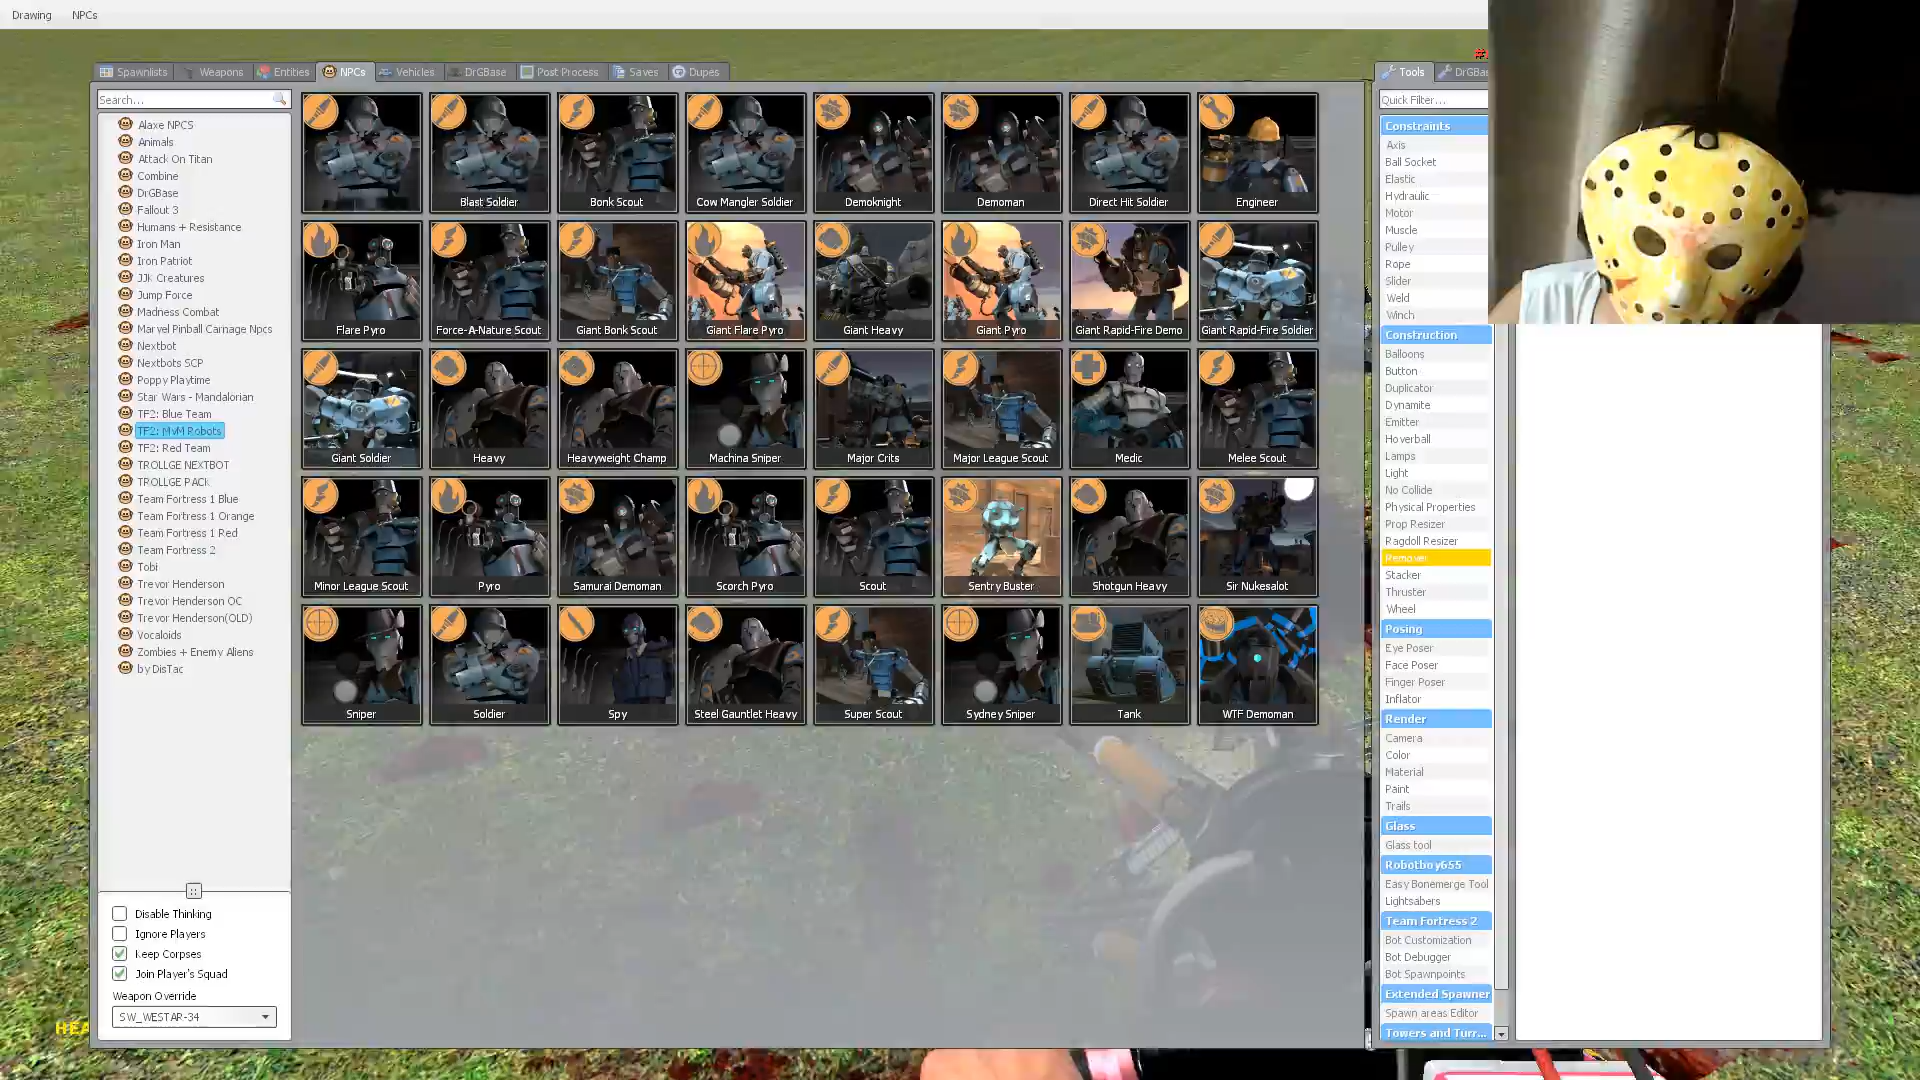 Drawing NPCs
Spawnlists Weapons Entities NPCs Vehicles DrGBase Post Process Saves Dupes
Tools
Search...
Quick Filter...
Alaxe NPCS
Animals
Attack On Titan
Combine
DrGBase
Fallout 3
Humans + Resistance
Iron Man
Iron Patriot
JJK Creatures
Jump Force
Madness Combat
Marvel Pinball Carnage Npcs
Nextbot
Nextbots SCP
Poppy Playtime
Star Wars - Mandalorian
TF2: Blue Team
TF2: MvM Robots
TF2: Red Team
TROLLGE NEXTBOT
TROLLGE PACK
Team Fortress 1 Blue
Team Fortress 1 Orange
Team Fortress 1 Red
Team Fortress 2
Tobi
Trevor Henderson
Trevor Henderson OC
Trevor Henderson(OLD)
Vocaloids
Zombies + Enemy Aliens
by DisTac
Disable Thinking
Ignore Players
Keep Corpses
Join Player's Squad
Weapon Override
SW_WESTAR-34
Blast Soldier Bonk Scout Cow Mangler Soldier Demoknight Demoman Direct Hit Soldier Engineer
Flare Pyro Force-A-Nature Scout Giant Bonk Scout Giant Flare Pyro Giant Heavy Giant Pyro Giant Rapid-Fire Demo Giant Rapid-Fire Soldier
Giant Soldier Heavy Heavyweight Champ Machina Sniper Major Crits Major League Scout Medic Melee Scout
Minor League Scout Pyro Samurai Demoman Scorch Pyro Scout Sentry Buster Shotgun Heavy Sir Nukesalot
Sniper Soldier Spy Steel Gauntlet Heavy Super Scout Sydney Sniper Tank WTF Demoman
Constraints
Axis
Ball Socket
Elastic
Hydraulic
Motor
Muscle
Pulley
Rope
Slider
Weld
Winch
Construction
Balloons
Button
Duplicator
Dynamite
Emitter
Hoverball
Lamps
Light
No Collide
Physical Properties
Prop Resizer
Ragdoll Resizer
Remover
Stacker
Thruster
Wheel
Posing
Eye Poser
Face Poser
Finger Poser
Inflator
Render
Camera
Color
Material
Paint
Trails
Glass
Glass tool
Robotboy655
Easy Bonemerge Tool
Lightsabers
Team Fortress 2
Bot Customization
Bot Debugger
Bot Spawnpoints
Extended Spawner
Spawn areas Editor
Towers and Turr...